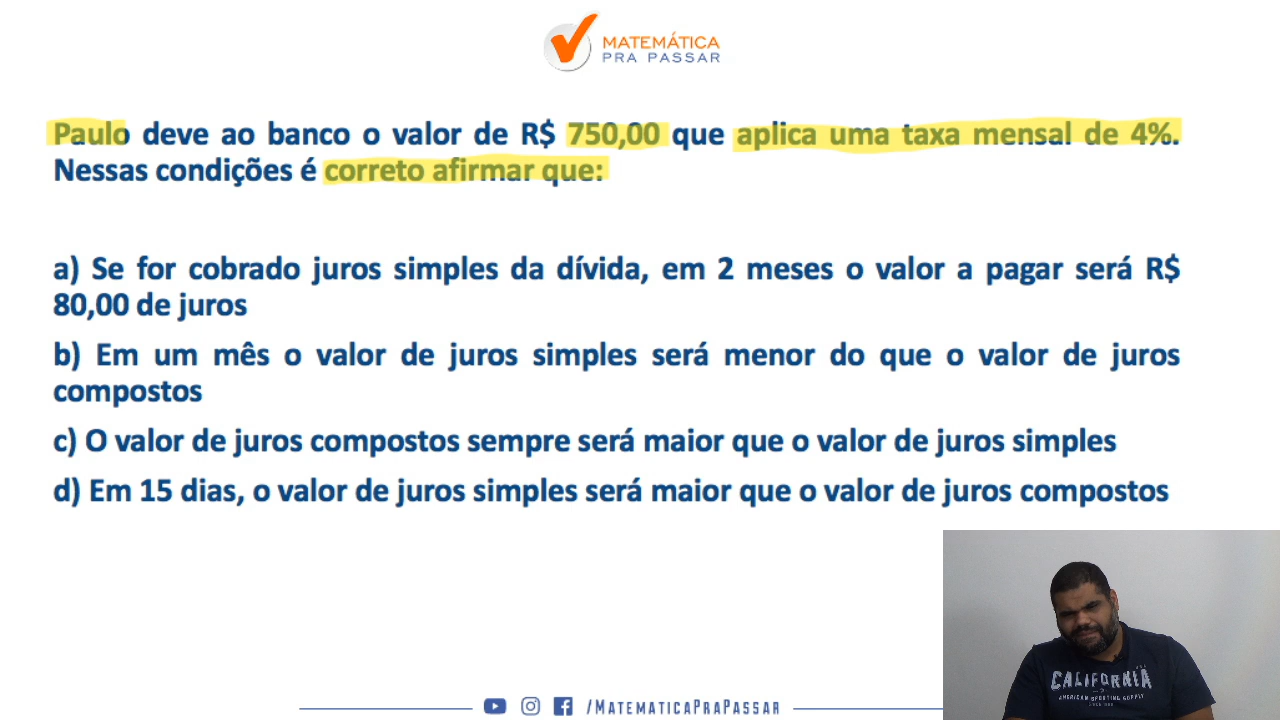 MATEMÁTICA
PRA PASSAR
Paulo deve ao banco o valor de R$ 750,00 que aplica uma taxa mensal de 4%.
Nessas condições é correto afirmar que:
a) Se for cobrado juros simples da dívida, em 2 meses o valor a pagar será R$
80,00 de juros
b) Em um mês o valor de juros simples será menor do que o valor de juros
compostos
c) O valor de juros compostos sempre será maior que o valor de juros simples
d) Em 15 dias, o valor de juros simples será maior que o valor de juros compostos
CALIFORNIA
AMERICAN SPORTING SUPPLY
/MATEMATICAPRAPASSAR